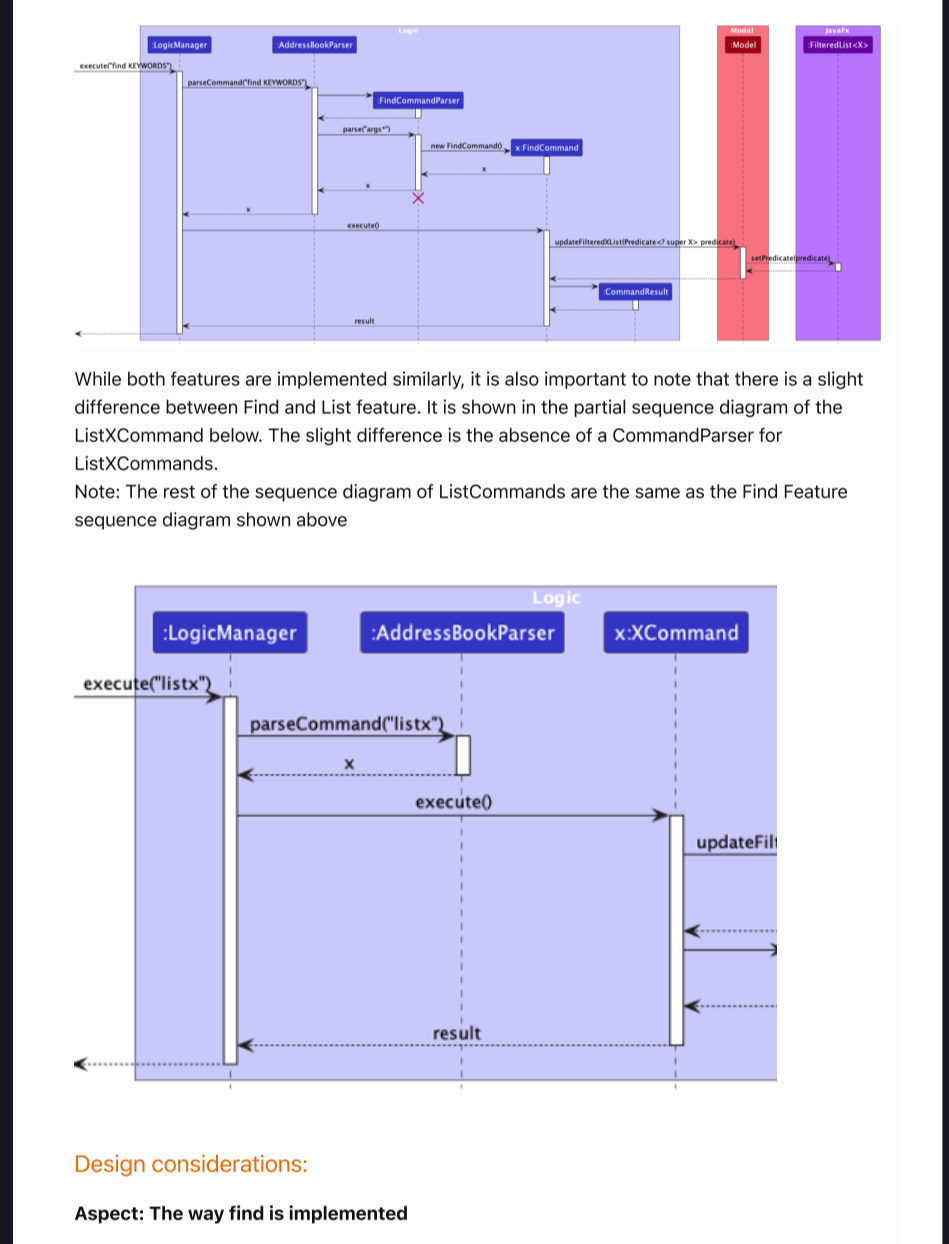 Logic
Model
JavaFx
:LogicManager
:AddressBookParser
:Model
:FilteredList<X>
execute("find KEYWORDS")
parseCommand("find KEYWORDS")
:FindCommandParser
parse("args"")
new FindCommand()
x:FindCommand
x
x
x
execute()
updateFilteredXList(Predicate<? super X> predicate)
setPredicate(predicate)
:CommandResult
result
While both features are implemented similarly, it is also important to note that there is a slight
difference between Find and List feature. It is shown in the partial sequence diagram of the
ListXCommand below. The slight difference is the absence of a CommandParser for
ListXCommands.
Note: The rest of the sequence diagram of ListCommands are the same as the Find Feature
sequence diagram shown above
Logic
:LogicManager
:AddressBookParser
x:XCommand
execute("listx")
parseCommand("listx")
x
execute()
updateFilt
result
Design considerations:
Aspect: The way find is implemented